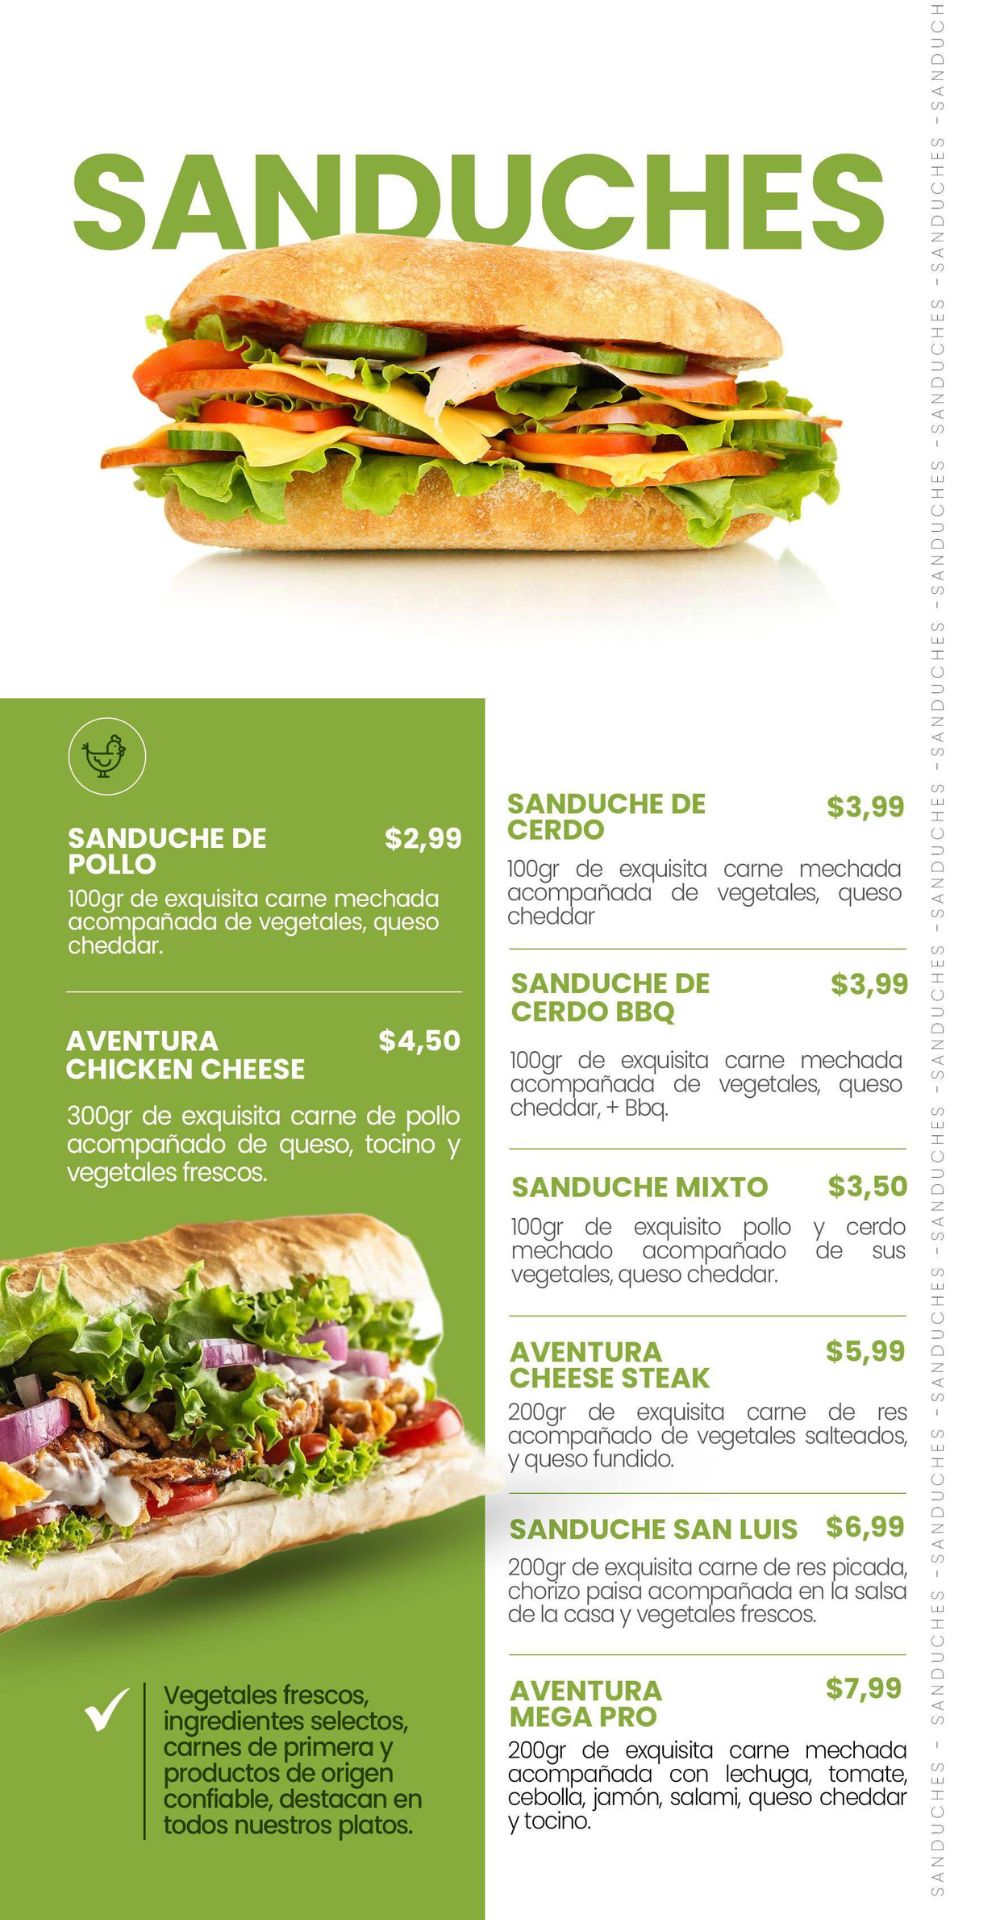 SANDUCHES
SANDUCHE DE
POLLO
$2,99
100gr de exquisita carne mechada
acompañada de vegetales, queso
cheddar.
AVENTURA
CHICKEN CHEESE
$4,50
300gr de exquisita carne de pollo
acompañado de queso, tocino y
vegetales frescos.
Vegetales frescos,
ingredientes selectos,
carnes de primera y
productos de origen
confiable, destacan en
todos nuestros platos.
SANDUCHE DE
CERDO
$3,99
100gr de exquisita carne mechada
acompañada de vegetales, queso
cheddar
SANDUCHE DE
CERDO BBQ
$3,99
100gr de exquisita carne mechada
acompañada de vegetales, queso
cheddar, + Bbq.
SANDUCHE MIXTO
$3,50
100gr de exquisito pollo y cerdo
mechado acompañado de sus
vegetales, queso cheddar.
AVENTURA
CHEESE STEAK
$5,99
200gr de exquisita carne de res
acompañado de vegetales salteados,
y queso fundido.
SANDUCHE SAN LUIS
$6,99
200gr de exquisita carne de res picada,
chorizo paisa acompañada en la salsa
de la casa y vegetales frescos.
AVENTURA
MEGA PRO
$7,99
200gr de exquisita carne mechada
acompañada con lechuga, tomate,
cebolla, jamón, salami, queso cheddar
y tocino.
SANDUCHES - SANDUCHES - SANDUCHES - SANDUCHES - SANDUCHES - SANDUCHES - SANDUCHES - SANDUCHES - SANDUCHES - SANDUCHES - SANDUCHES - SANDUCH